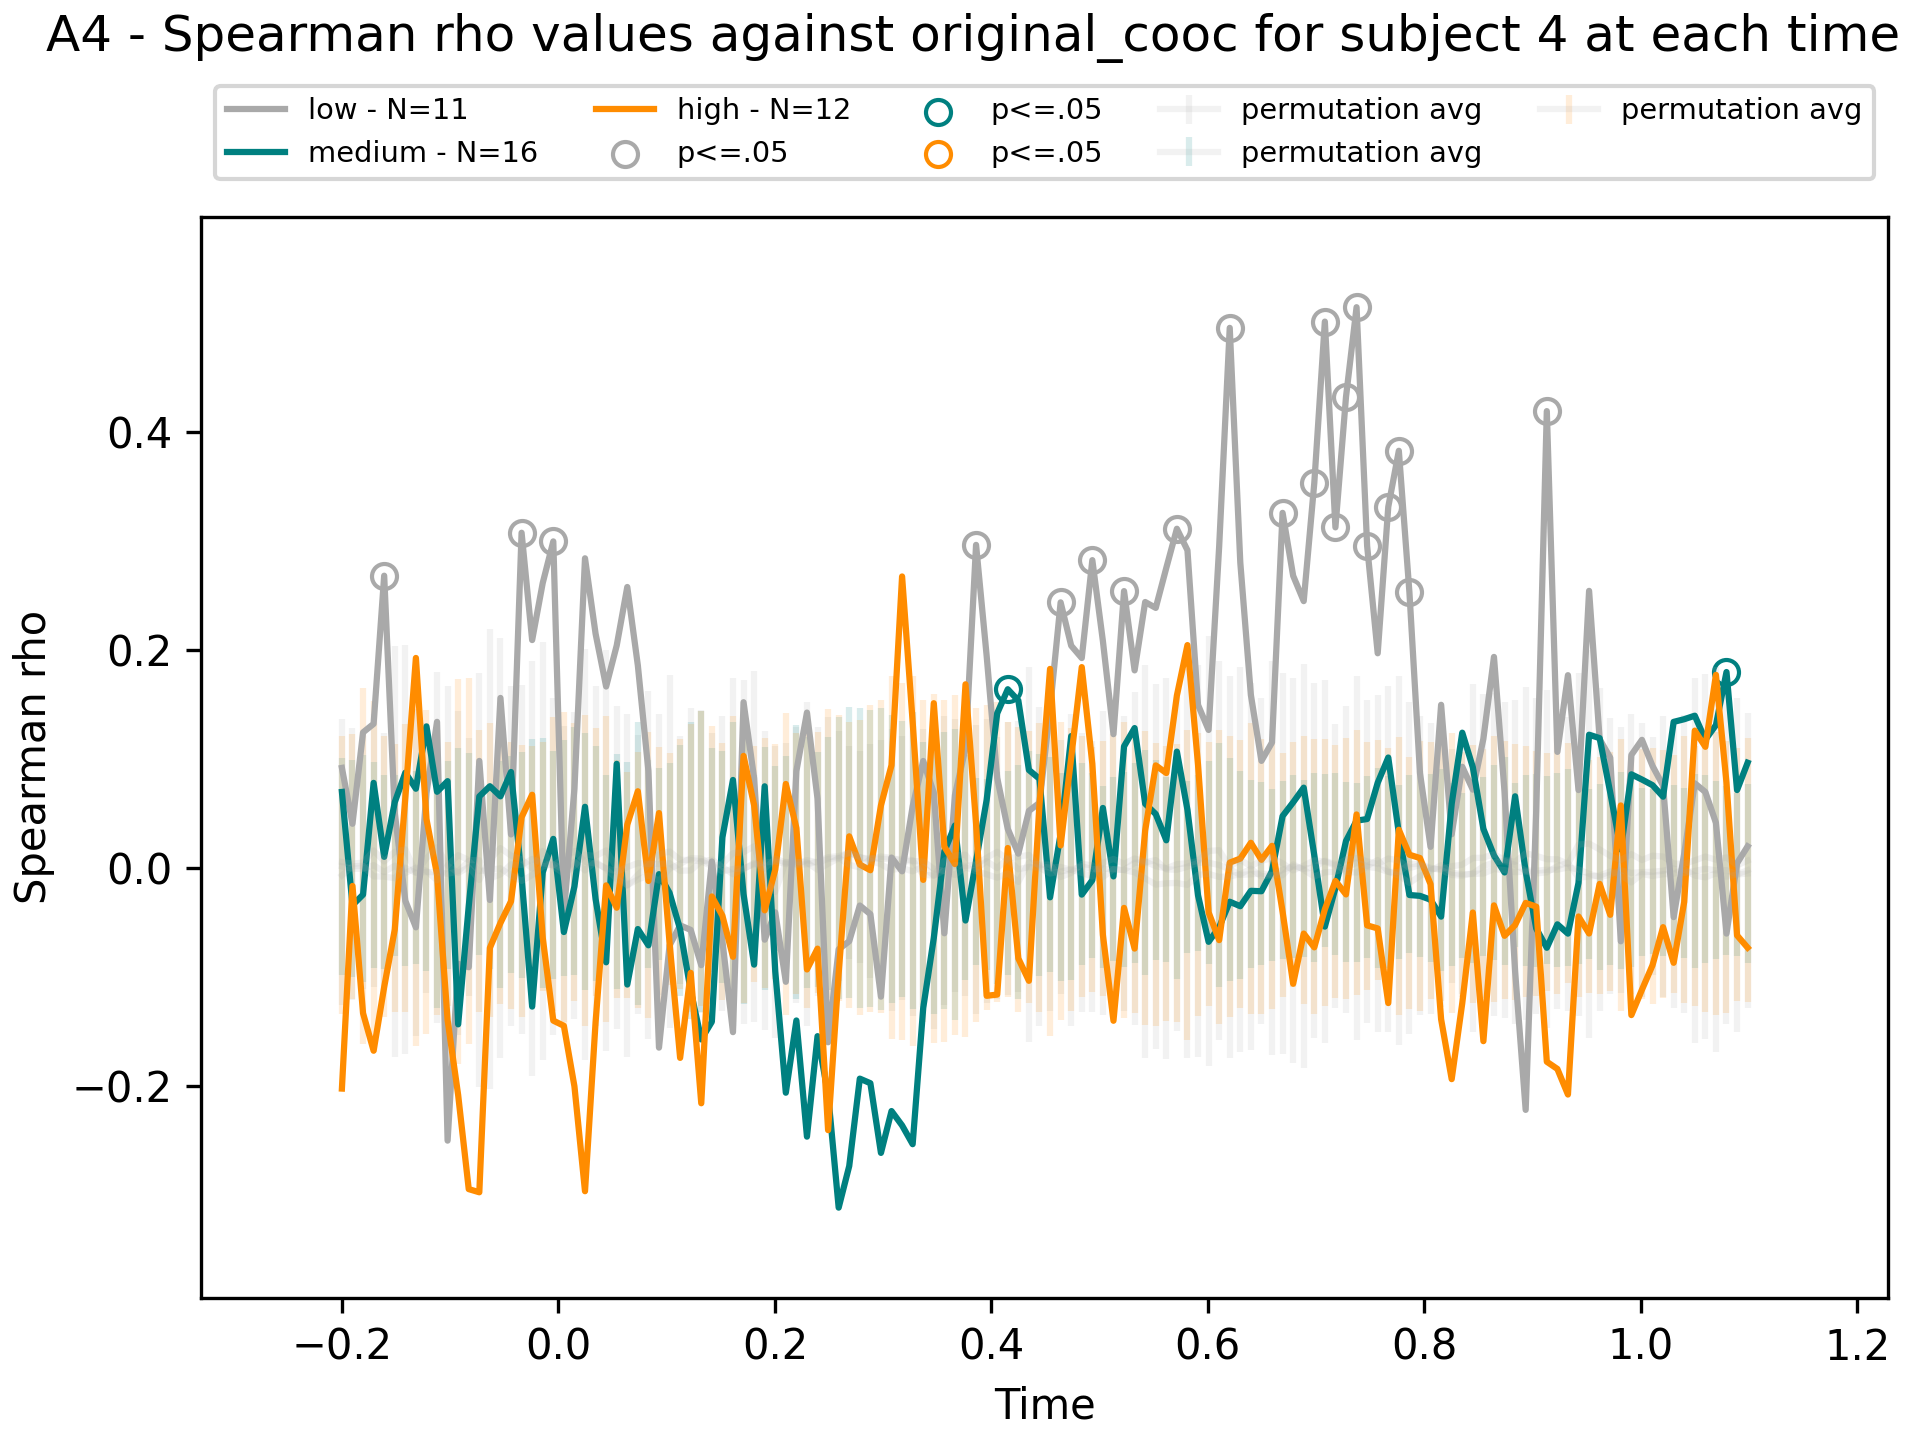 A4 - Spearman rho values against original_cooc for subject 4 at each time
low - N=11
medium - N=16
high - N=12
p<=.05
p<=.05
p<=.05
permutation avg
permutation avg
permutation avg
Spearman rho
0.4
0.2
0.0
−0.2
−0.2
0.0
0.2
0.4
0.6
0.8
1.0
1.2
Time